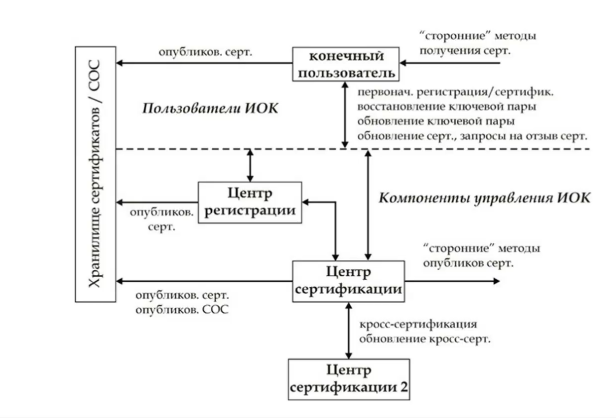 “сторонние” методы
получения серт.
опубликов. серт.
конечный
пользователь
первонач. регистрация/сертифик.
восстановление ключевой пары
обновление ключевой пары
обновление серт., запросы на отзыв серт.
Пользователи ИОК
Хранилище сертификатов / СОС
Центр
регистрации
Компоненты управления ИОК
опубликов.
серт.
“сторонние” методы
опубликов серт.
Центр
сертификации
опубликов. серт.
опубликов. СОС
кросс-сертификация
обновление кросс-серт.
Центр
сертификации 2